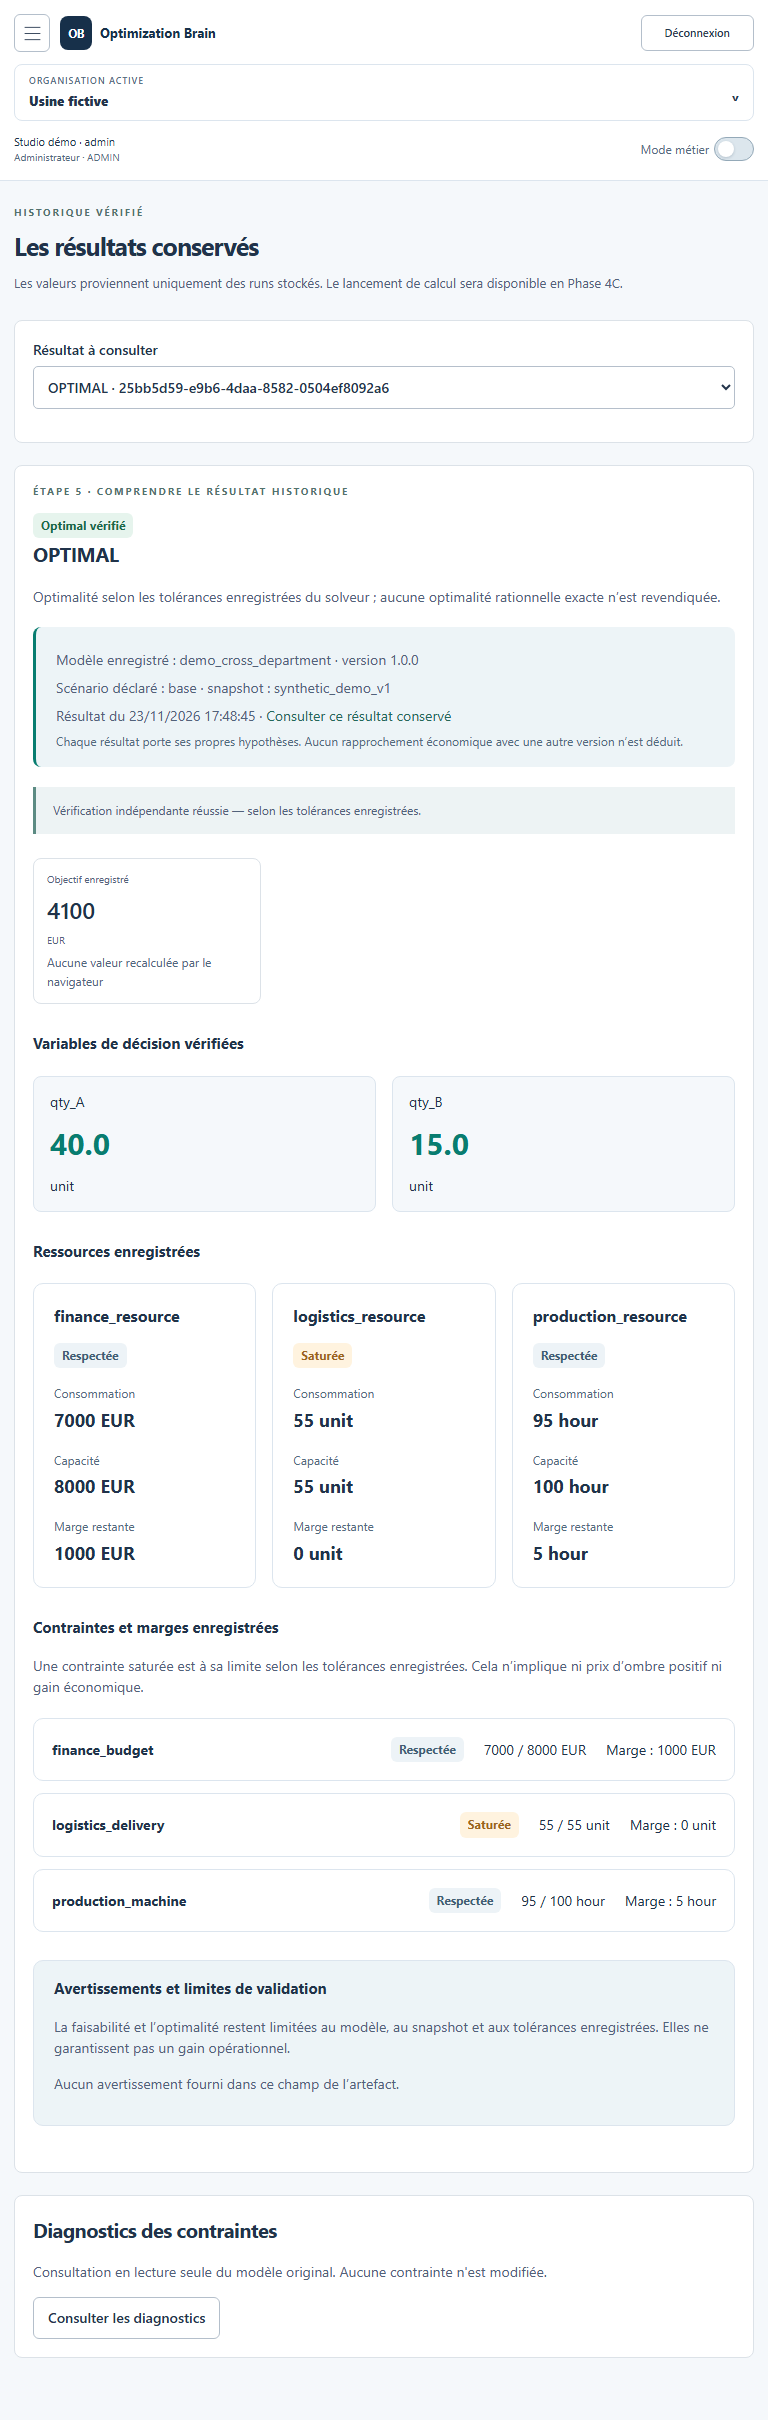 OB Optimization Brain
Déconnexion
ORGANISATION ACTIVE
Usine fictive
v
Studio démo · admin
Administrateur · ADMIN
Mode métier
HISTORIQUE VÉRIFIÉ
Les résultats conservés
Les valeurs proviennent uniquement des runs stockés. Le lancement de calcul sera disponible en Phase 4C.
Résultat à consulter
OPTIMAL · 25bb5d59-e9b6-4daa-8582-0504ef8092a6
ÉTAPE 5 · COMPRENDRE LE RÉSULTAT HISTORIQUE
Optimal vérifié
OPTIMAL
Optimalité selon les tolérances enregistrées du solveur ; aucune optimalité rationnelle exacte n’est revendiquée.
Modèle enregistré : demo_cross_department · version 1.0.0
Scénario déclaré : base · snapshot : synthetic_demo_v1
Résultat du 23/11/2026 17:48:45 · Consulter ce résultat conservé
Chaque résultat porte ses propres hypothèses. Aucun rapprochement économique avec une autre version n’est déduit.
Vérification indépendante réussie — selon les tolérances enregistrées.
Objectif enregistré
4100
EUR
Aucune valeur recalculée par le
navigateur
Variables de décision vérifiées
qty_A
40.0
unit
qty_B
15.0
unit
Ressources enregistrées
finance_resource
Respectée
Consommation
7000 EUR
Capacité
8000 EUR
Marge restante
1000 EUR
logistics_resource
Saturée
Consommation
55 unit
Capacité
55 unit
Marge restante
0 unit
production_resource
Respectée
Consommation
95 hour
Capacité
100 hour
Marge restante
5 hour
Contraintes et marges enregistrées
Une contrainte saturée est à sa limite selon les tolérances enregistrées. Cela n’implique ni prix d’ombre positif ni
gain économique.
finance_budget Respectée 7000 / 8000 EUR Marge : 1000 EUR
logistics_delivery Saturée 55 / 55 unit Marge : 0 unit
production_machine Respectée 95 / 100 hour Marge : 5 hour
Avertissements et limites de validation
La faisabilité et l’optimalité restent limitées au modèle, au snapshot et aux tolérances enregistrées. Elles ne
garantissent pas un gain opérationnel.
Aucun avertissement fourni dans ce champ de l’artefact.
Diagnostics des contraintes
Consultation en lecture seule du modèle original. Aucune contrainte n'est modifiée.
Consulter les diagnostics